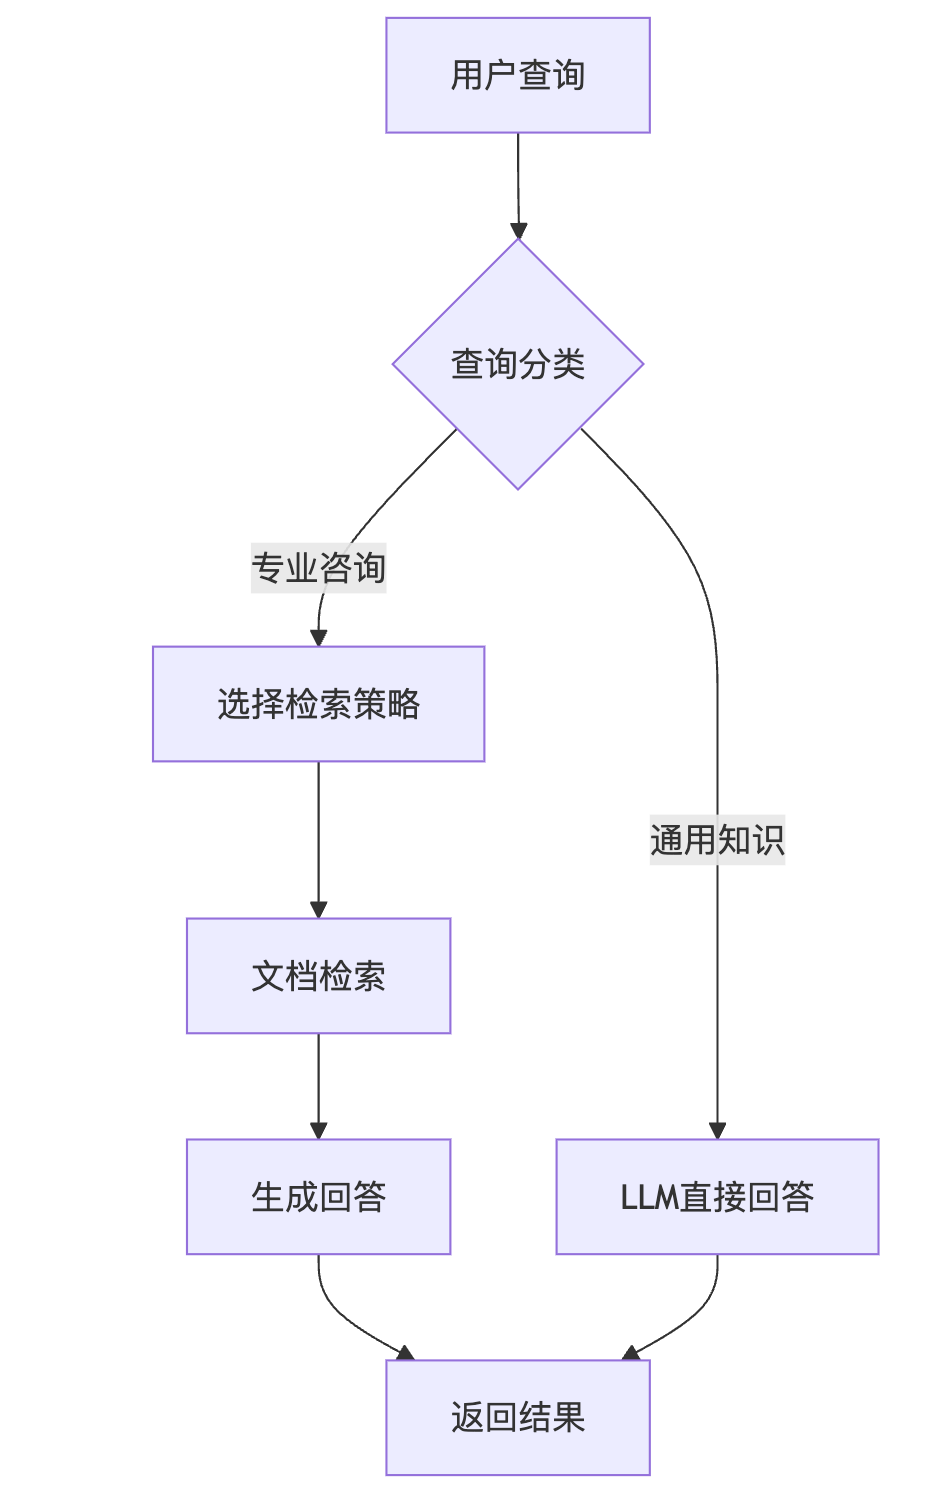 用户查询
查询分类
专业咨询
选择检索策略
通用知识
文档检索
生成回答
LLM直接回答
返回结果